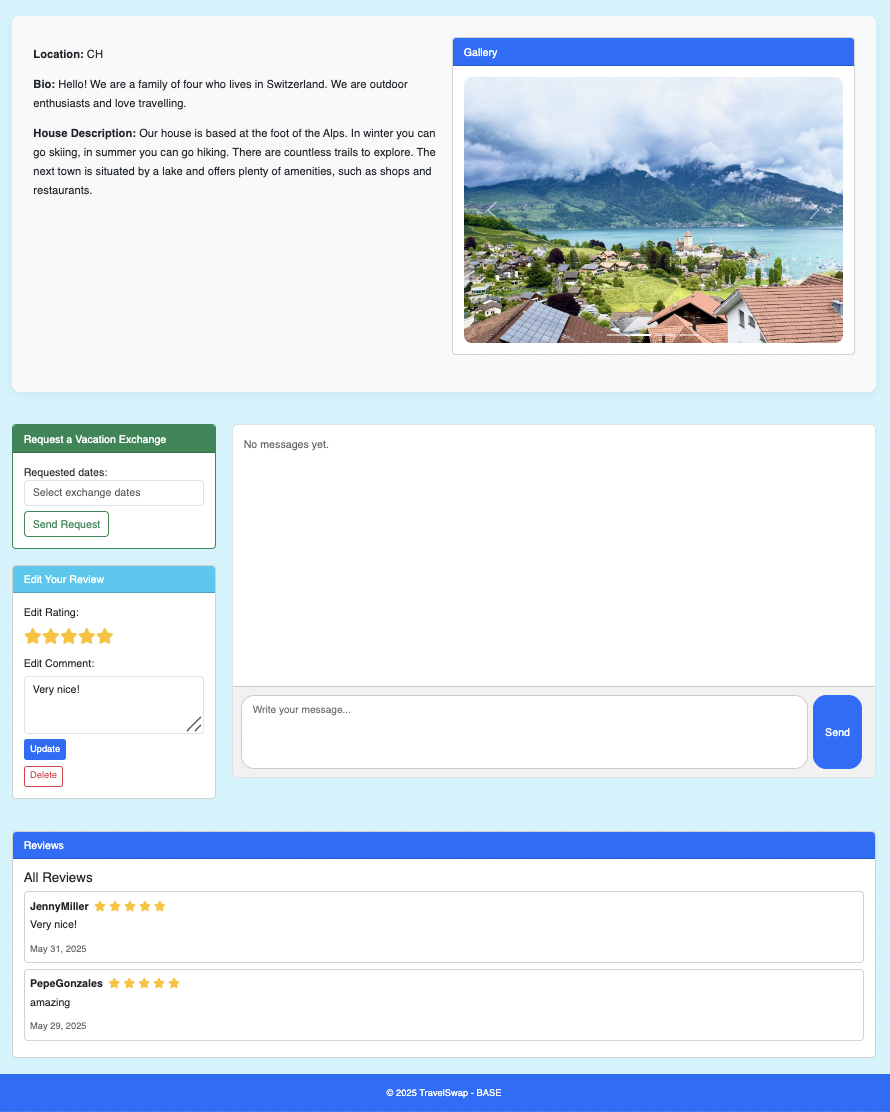 Location: CH
Bio: Hello! We are a family of four who lives in Switzerland. We are outdoor
enthusiasts and love travelling.
House Description: Our house is based at the foot of the Alps. In winter you can
go skiing, in summer you can go hiking. There are countless trails to explore. The
next town is situated by a lake and offers plenty of amenities, such as shops and
restaurants.
Gallery
Request a Vacation Exchange
Requested dates:
Select exchange dates
Send Request
Edit Your Review
Edit Rating:
Edit Comment:
Very nice!
Update
Delete
No messages yet.
Write your message...
Send
Reviews
All Reviews
JennyMiller
Very nice!
May 31, 2025
PepeGonzales
amazing
May 29, 2025
© 2025 TravelSwap - BASE